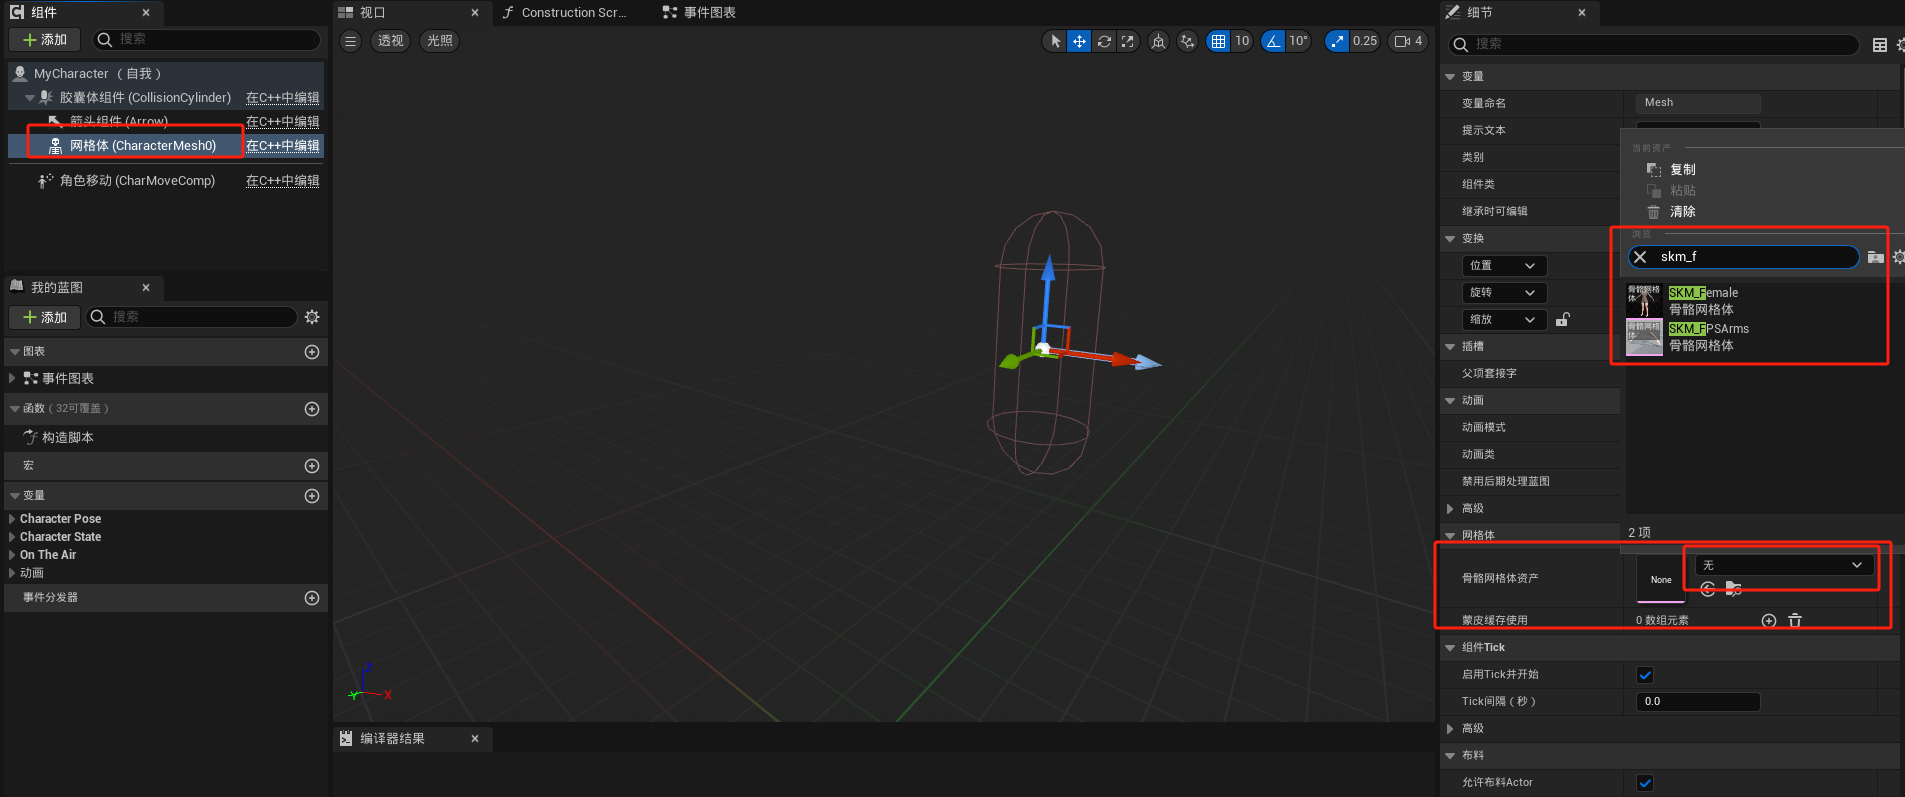 组件
添加
搜索
MyCharacter （自我）
胶囊体组件 (CollisionCylinder) 在C++中编辑
箭头组件 (Arrow) 在C++中编辑
网格体 (CharacterMesh0) 在C++中编辑
角色移动 (CharMoveComp) 在C++中编辑
我的蓝图
添加
搜索
图表
事件图表
函数（32可覆盖）
构造脚本
宏
变量
Character Pose
Character State
On The Air
动画
事件分发器
视口
Construction Scr...
事件图表
透视
光照
10
10°
0.25
4
Z
Y
X
编译器结果
细节
搜索
变量
变量命名
Mesh
提示文本
类别
组件类
继承时可编辑
变换
位置
旋转
缩放
插槽
父项套接字
动画
动画模式
动画类
禁用后期处理蓝图
高级
网格体
当前资产
复制
粘贴
清除
浏览
skm_f
骨骼网格体
SKM_Female
骨骼网格体
骨骼网格体
SKM_FPSArms
骨骼网格体
2 项
骨骼网格体资产
None
无
蒙皮缓存使用
0 数组元素
组件Tick
启用Tick并开始
Tick间隔（秒）
0.0
高级
布料
允许布料Actor